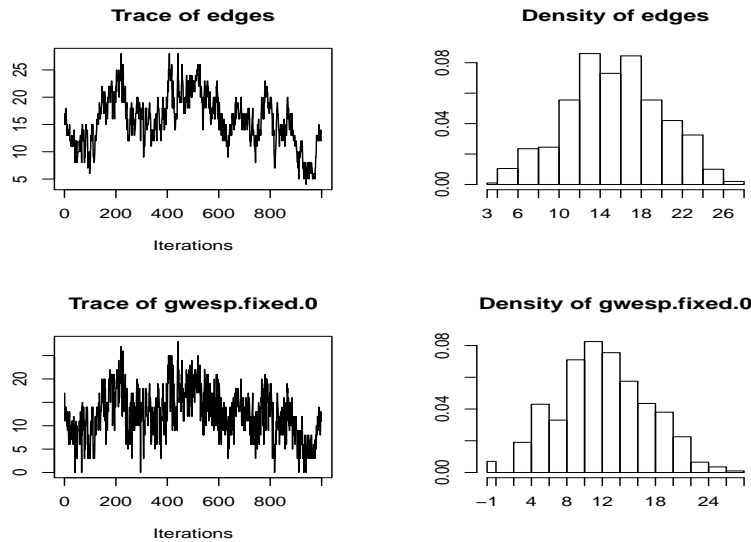 Trace of edges
25
20
15
10
5
0 200 400 600 800
Iterations
Density of edges
0.08
0.04
0.00
3 6 10 14 18 22 26
Trace of gwesp.fixed.0
20
10
5
0
0 200 400 600 800
Iterations
Density of gwesp.fixed.0
0.08
0.04
0.00
−1 4 8 12 18 24